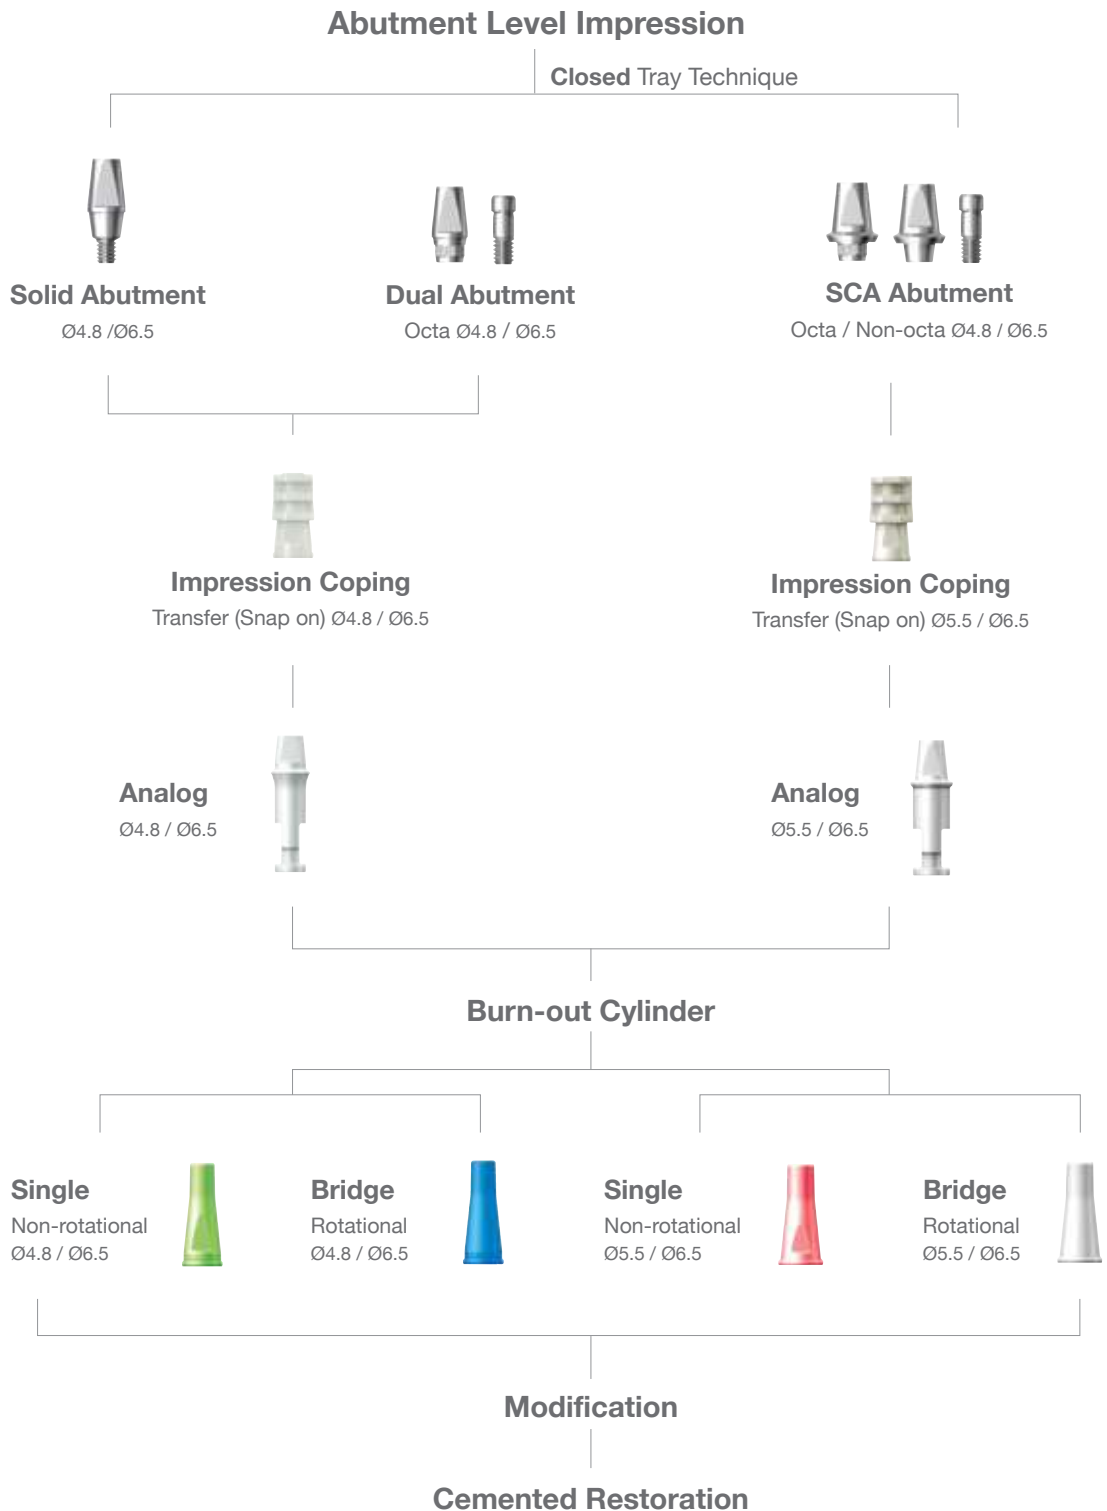 Abutment Level Impression
Closed Tray Technique
Solid Abutment
Ø4.8 /Ø6.5
Dual Abutment
Octa Ø4.8 / Ø6.5
SCA Abutment
Octa / Non-octa Ø4.8 / Ø6.5
Impression Coping
Transfer (Snap on) Ø4.8 / Ø6.5
Impression Coping
Transfer (Snap on) Ø5.5 / Ø6.5
Analog
Ø4.8 / Ø6.5
Analog
Ø5.5 / Ø6.5
Burn-out Cylinder
Single
Non-rotational
Ø4.8 / Ø6.5
Bridge
Rotational
Ø4.8 / Ø6.5
Single
Non-rotational
Ø5.5 / Ø6.5
Bridge
Rotational
Ø5.5 / Ø6.5
Modification
Cemented Restoration